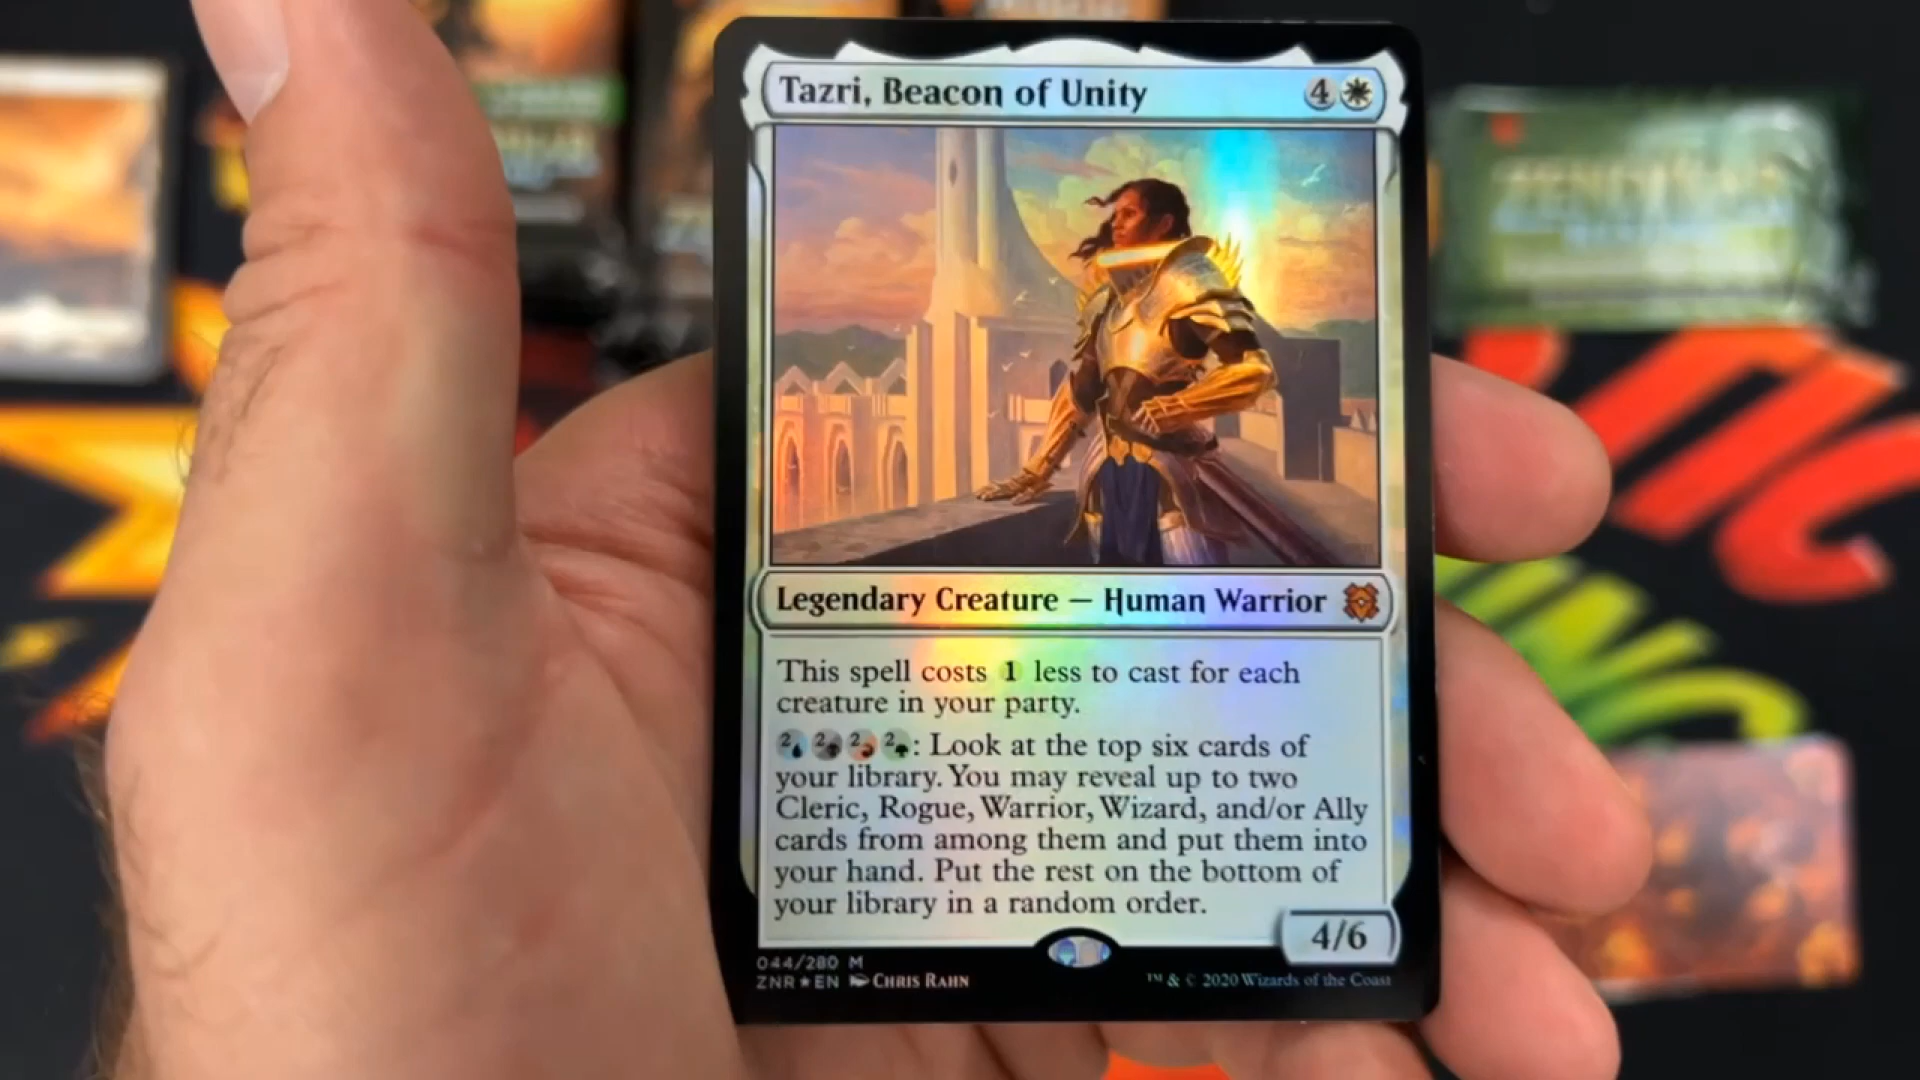 Tazri, Beacon of Unity 4
Legendary Creature — Human Warrior
This spell costs 1 less to cast for each
creature in your party.
2 2 2 2: Look at the top six cards of
your library. You may reveal up to two
Cleric, Rogue, Warrior, Wizard, and/or Ally
cards from among them and put them into
your hand. Put the rest on the bottom of
your library in a random order.
4/6
044/280 M
ZNR★EN Chris Rahn
™ & © 2020 Wizards of the Coast